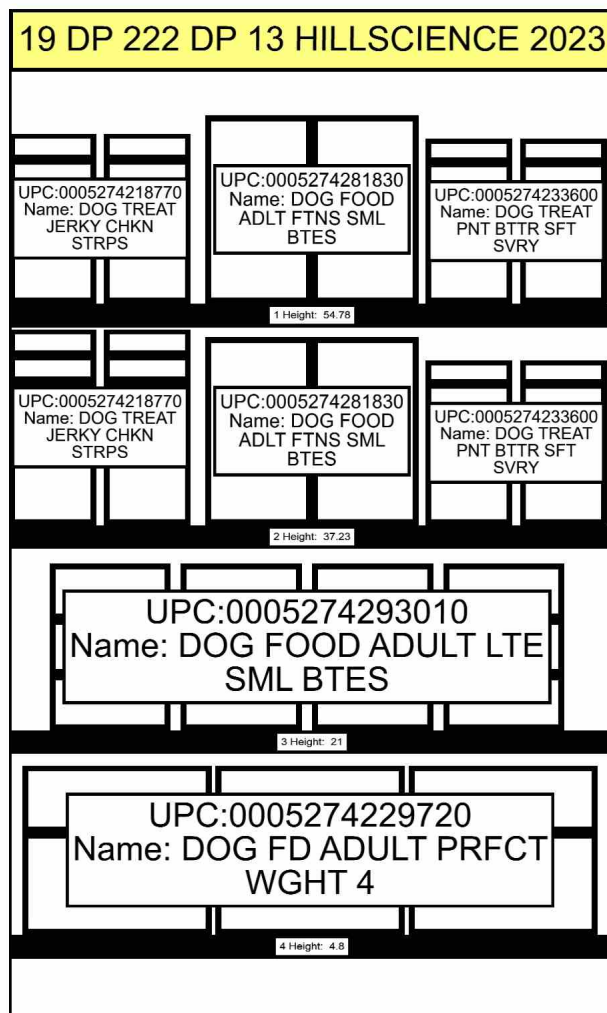 19 DP 222 DP 13 HILLSCIENCE 2023
UPC:0005274218770
Name: DOG TREAT
JERKY CHKN
STRPS
UPC:0005274281830
Name: DOG FOOD
ADLT FTNS SML
BTES
UPC:0005274233600
Name: DOG TREAT
PNT BTTR SFT
SVRY
1 Height: 54.78
UPC:0005274218770
Name: DOG TREAT
JERKY CHKN
STRPS
UPC:0005274281830
Name: DOG FOOD
ADLT FTNS SML
BTES
UPC:0005274233600
Name: DOG TREAT
PNT BTTR SFT
SVRY
2 Height: 37.23
UPC:0005274293010
Name: DOG FOOD ADULT LTE
SML BTES
3 Height: 21
UPC:0005274229720
Name: DOG FD ADULT PRFCT
WGHT 4
4 Height: 4.8